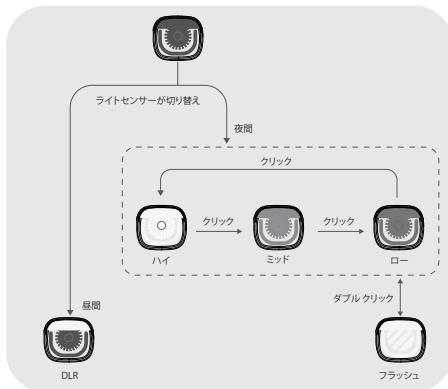 ライトセンサーが切り替え
夜間
クリック
クリック
クリック
ハイ
ミッド
ロー
昼間
ダブル クリック
DLR
フラッシュ